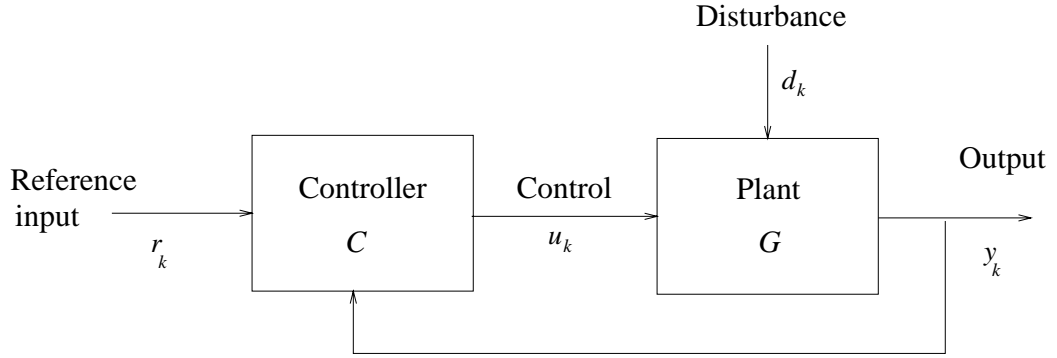 Disturbance
d_k
Output
Reference
input
Controller
Control
Plant
r_k
C
u_k
G
y_k